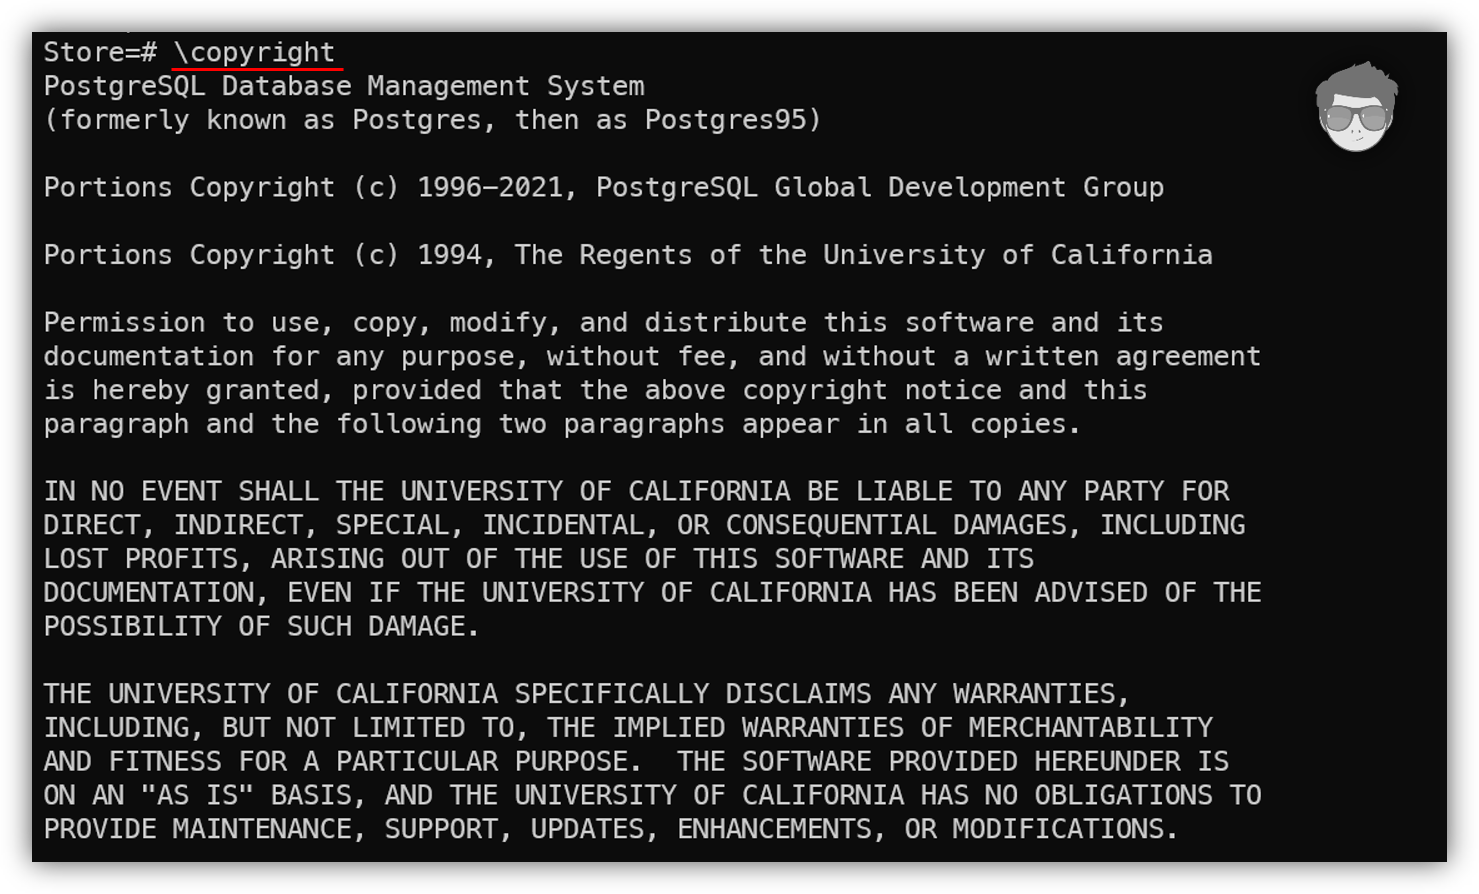 Store=# \copyright
PostgreSQL Database Management System
(formerly known as Postgres, then as Postgres95)
Portions Copyright (c) 1996–2021, PostgreSQL Global Development Group
Portions Copyright (c) 1994, The Regents of the University of California
Permission to use, copy, modify, and distribute this software and its
documentation for any purpose, without fee, and without a written agreement
is hereby granted, provided that the above copyright notice and this
paragraph and the following two paragraphs appear in all copies.
IN NO EVENT SHALL THE UNIVERSITY OF CALIFORNIA BE LIABLE TO ANY PARTY FOR
DIRECT, INDIRECT, SPECIAL, INCIDENTAL, OR CONSEQUENTIAL DAMAGES, INCLUDING
LOST PROFITS, ARISING OUT OF THE USE OF THIS SOFTWARE AND ITS
DOCUMENTATION, EVEN IF THE UNIVERSITY OF CALIFORNIA HAS BEEN ADVISED OF THE
POSSIBILITY OF SUCH DAMAGE.
THE UNIVERSITY OF CALIFORNIA SPECIFICALLY DISCLAIMS ANY WARRANTIES,
INCLUDING, BUT NOT LIMITED TO, THE IMPLIED WARRANTIES OF MERCHANTABILITY
AND FITNESS FOR A PARTICULAR PURPOSE.  THE SOFTWARE PROVIDED HEREUNDER IS
ON AN "AS IS" BASIS, AND THE UNIVERSITY OF CALIFORNIA HAS NO OBLIGATIONS TO
PROVIDE MAINTENANCE, SUPPORT, UPDATES, ENHANCEMENTS, OR MODIFICATIONS.